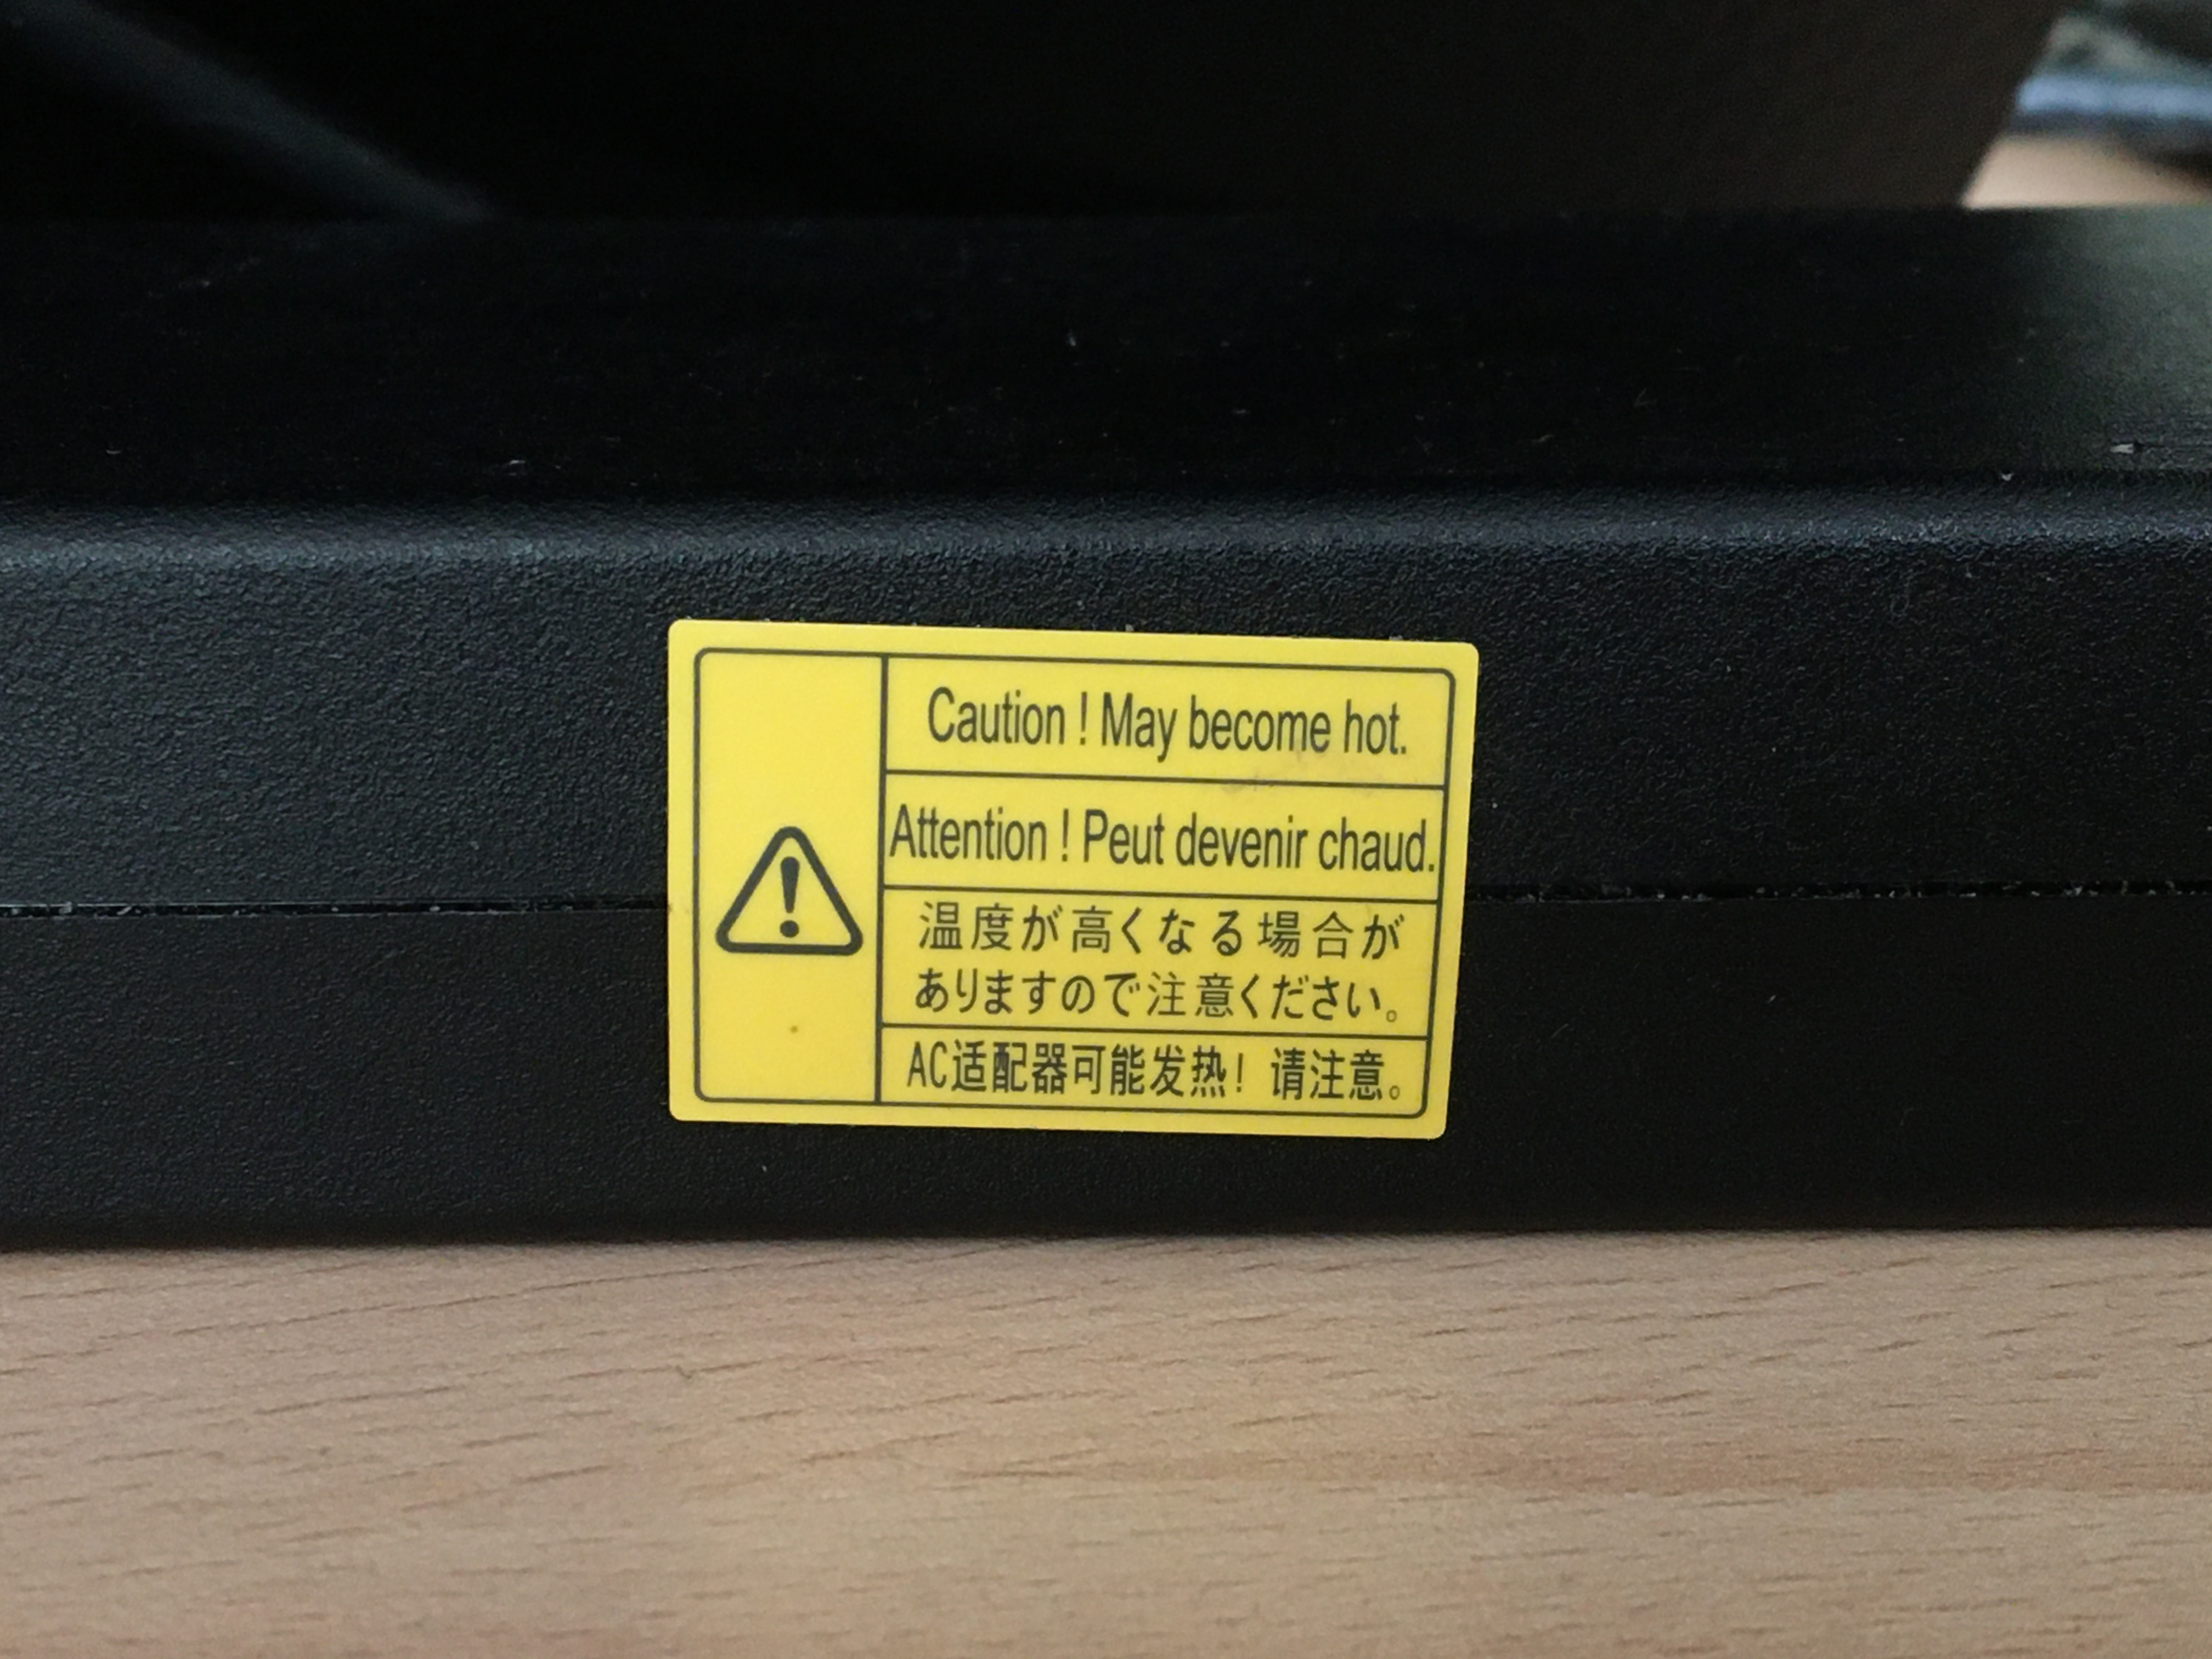 Caution ! May become hot.
Attention ! Peut devenir chaud.
温度が高くなる場合が
ありますので注意ください。
AC适配器可能发热！请注意。